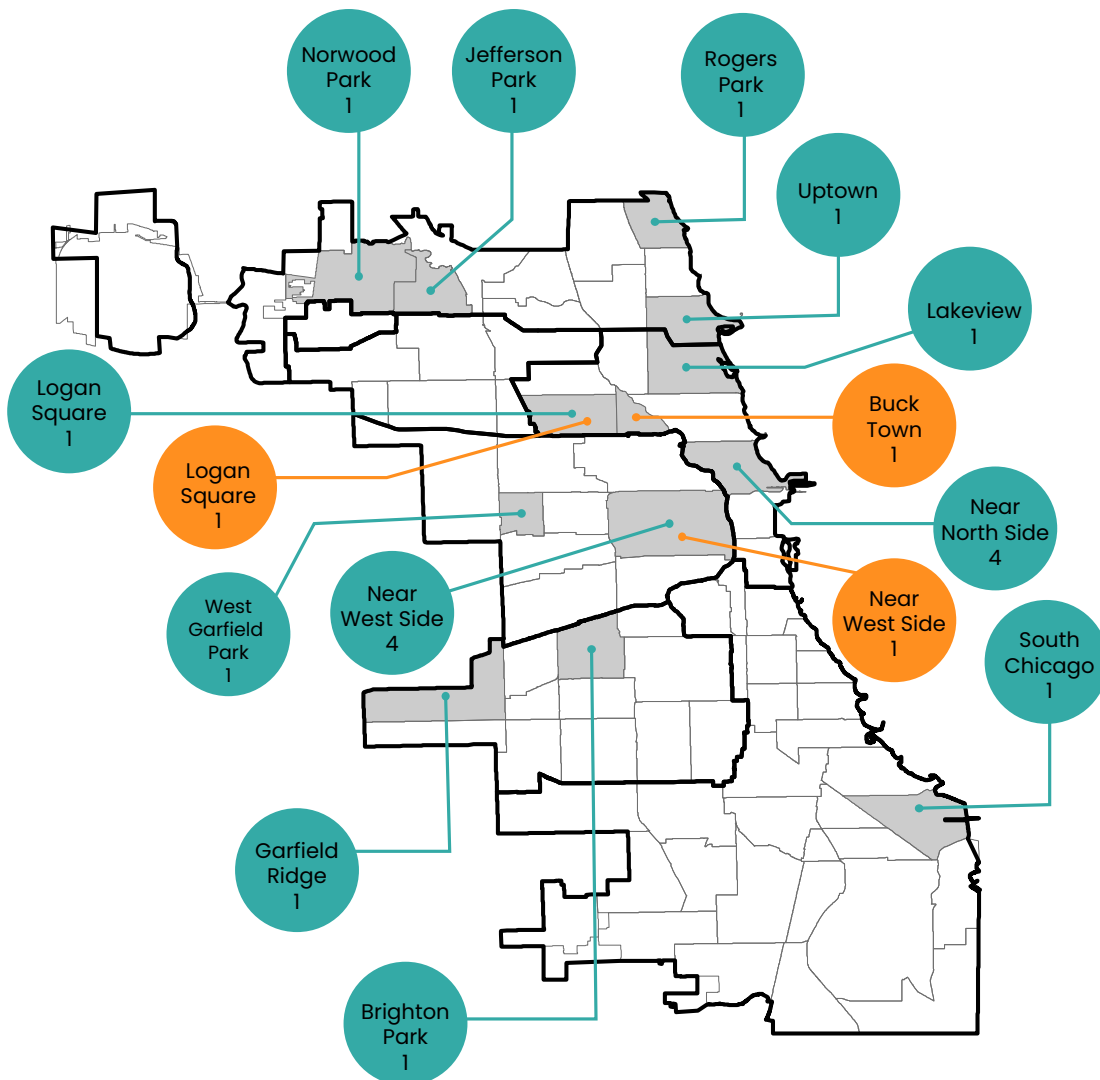 Norwood
Park
1
Jefferson
Park
1
Rogers
Park
1
Uptown
1
Lakeview
1
Logan
Square
1
Buck
Town
1
Logan
Square
1
Near
North Side
4
West
Garfield
Park
1
Near
West Side
4
Near
West Side
1
South
Chicago
1
Garfield
Ridge
1
Brighton
Park
1